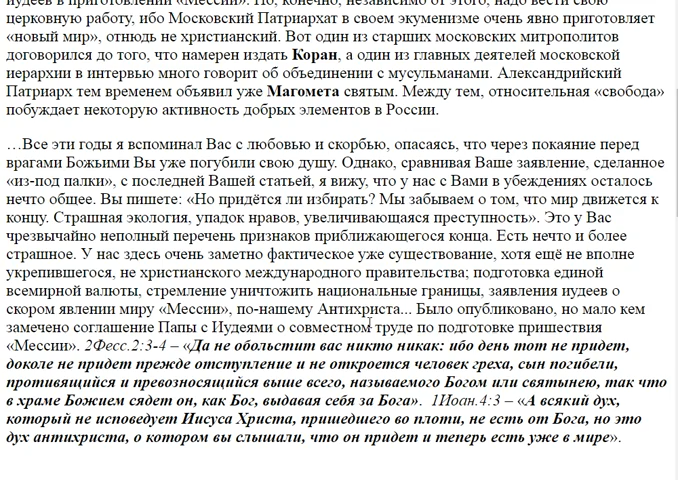 иудеев в приготовлении «Мессии». Но, конечно, независимо от этого, надо вести свою
церковную работу, ибо Московский Патриархат в своем экуменизме очень явно приготовляет
«новый мир», отнюдь не христианский. Вот один из старших московских митрополитов
договорился до того, что намерен издать Коран, а один из главных деятелей московской
иерархии в интервью много говорит об объединении с мусульманами. Александрийский
Патриарх тем временем объявил уже Магомета святым. Между тем, относительная «свобода»
побуждает некоторую активность добрых элементов в России.
…Все эти годы я вспоминал Вас с любовью и скорбью, опасаясь, что через покаяние перед
врагами Божьими Вы уже погубили свою душу. Однако, сравнивая Ваше заявление, сделанное
«из-под палки», с последней Вашей статьей, я вижу, что у нас с Вами в убеждениях осталось
нечто общее. Вы пишете: «Но придётся ли избирать? Мы забываем о том, что мир движется к
концу. Страшная экология, упадок нравов, увеличивающаяся преступность». Это у Вас
чрезвычайно неполный перечень признаков приближающегося конца. Есть нечто и более
страшное. У нас здесь очень заметно фактическое уже существование, хотя ещё не вполне
укрепившегося, не христианского международного правительства; подготовка единой
всемирной валюты, стремление уничтожить национальные границы, заявления иудеев о
скором явлении миру «Мессии», по-нашему Антихриста... Было опубликовано, но мало кем
замечено соглашение Папы с Иудеями о совместном труде по подготовке пришествия
«Мессии». 2Фесс.2:3-4 – «Да не обольстит вас никто никак: ибо день тот не придет,
доколе не придет прежде отступление и не откроется человек греха, сын погибели,
противящийся и превозносящийся выше всего, называемого Богом или святынею, так что
в храме Божием сядет он, как Бог, выдавая себя за Бога». 1Иоан.4:3 – «А всякий дух,
который не исповедует Иисуса Христа, пришедшего во плоти, не есть от Бога, но это
дух антихриста, о котором вы слышали, что он придет и теперь есть уже в мире».